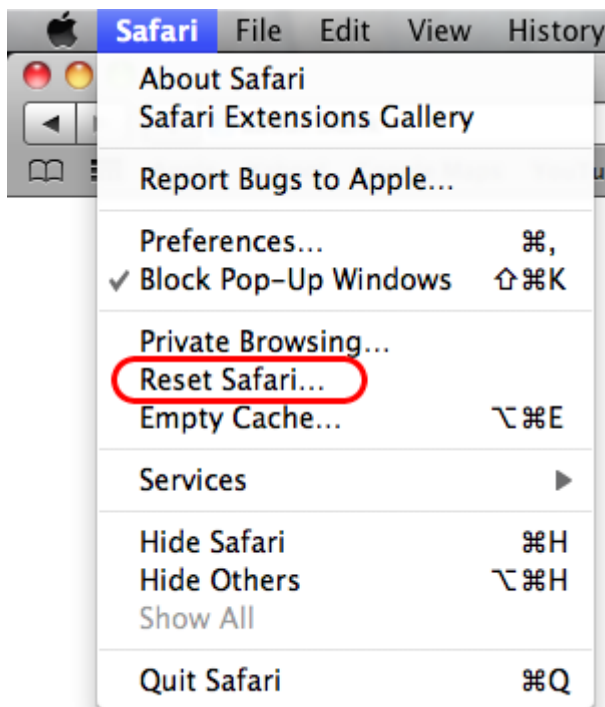 Safari File Edit View History
About Safari
Safari Extensions Gallery
Report Bugs to Apple...
Preferences... ⌘,
✓ Block Pop-Up Windows ⇧⌘K
Private Browsing...
Reset Safari...
Empty Cache... ⌥⌘E
Services ▶
Hide Safari ⌘H
Hide Others ⌥⌘H
Show All
Quit Safari ⌘Q